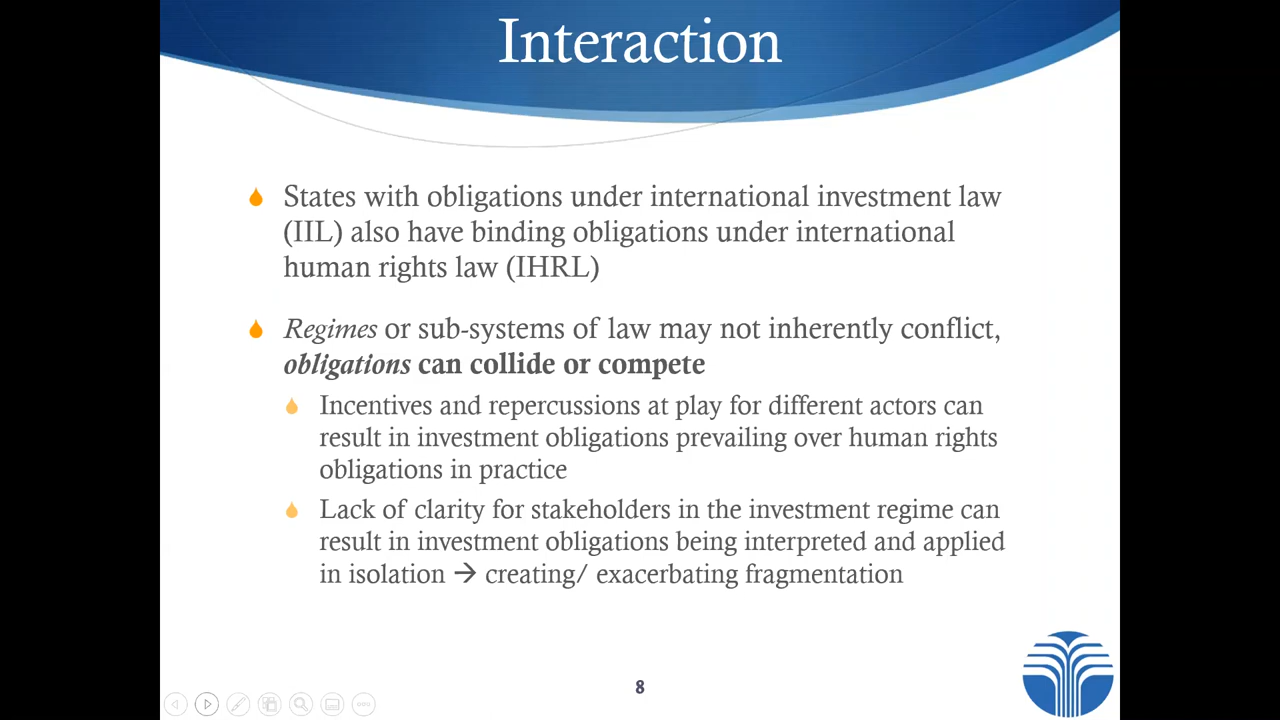 Interaction
States with obligations under international investment law
(IIL) also have binding obligations under international
human rights law (IHRL)
Regimes or sub-systems of law may not inherently conflict,
obligations can collide or compete
Incentives and repercussions at play for different actors can
result in investment obligations prevailing over human rights
obligations in practice
Lack of clarity for stakeholders in the investment regime can
result in investment obligations being interpreted and applied
in isolation → creating/ exacerbating fragmentation
8